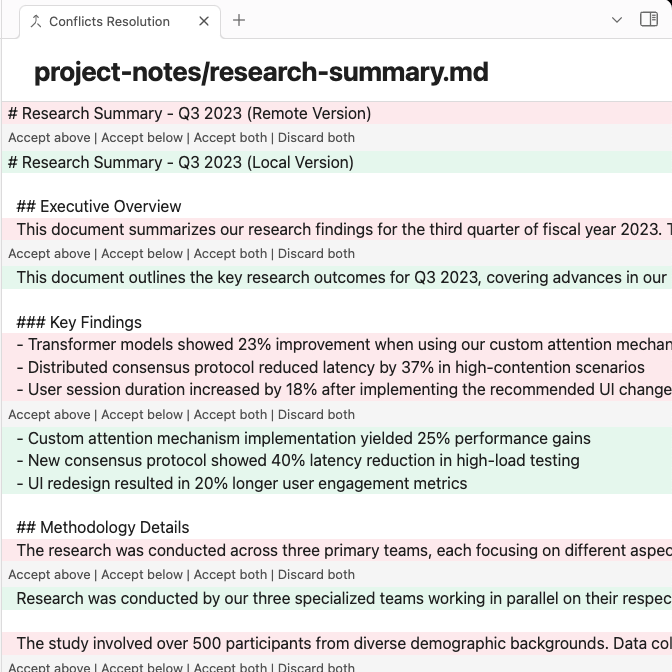 Conflicts Resolution
project-notes/research-summary.md
# Research Summary - Q3 2023 (Remote Version)
Accept above | Accept below | Accept both | Discard both
# Research Summary - Q3 2023 (Local Version)
## Executive Overview
This document summarizes our research findings for the third quarter of fiscal year 2023.
Accept above | Accept below | Accept both | Discard both
This document outlines the key research outcomes for Q3 2023, covering advances in our
### Key Findings
- Transformer models showed 23% improvement when using our custom attention mechan
- Distributed consensus protocol reduced latency by 37% in high-contention scenarios
- User session duration increased by 18% after implementing the recommended UI change
Accept above | Accept below | Accept both | Discard both
- Custom attention mechanism implementation yielded 25% performance gains
- New consensus protocol showed 40% latency reduction in high-load testing
- UI redesign resulted in 20% longer user engagement metrics
## Methodology Details
The research was conducted across three primary teams, each focusing on different aspec
Accept above | Accept below | Accept both | Discard both
Research was conducted by our three specialized teams working in parallel on their respec
The study involved over 500 participants from diverse demographic backgrounds. Data col
Accept above | Accept below | Accept both | Discard both